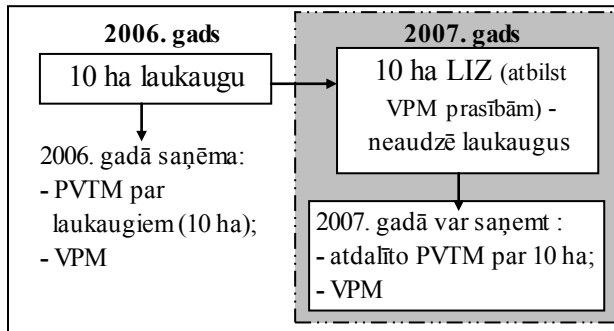 2006. gads
10 ha laukaugu
2006. gadā saņēma:
- PVTM par
laukaugiem (10 ha);
- VPM
2007. gads
10 ha LIZ (atbilst
VPM prasībām) -
neaudzē laukaugus
2007. gadā var saņemt :
- atdalīto PVTM par 10 ha;
- VPM